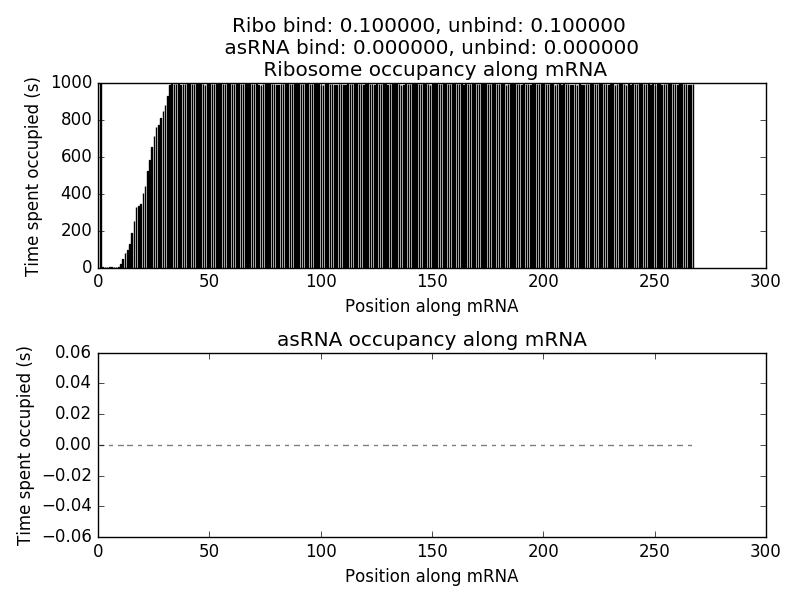 Ribo bind: 0.100000, unbind: 0.100000
asRNA bind: 0.000000, unbind: 0.000000
Ribosome occupancy along mRNA
Time spent occupied (s)
1000
800
600
400
200
0
0 50 100 150 200 250 300
Position along mRNA
asRNA occupancy along mRNA
Time spent occupied (s)
0.06
0.04
0.02
0.00
−0.02
−0.04
−0.06
0 50 100 150 200 250 300
Position along mRNA